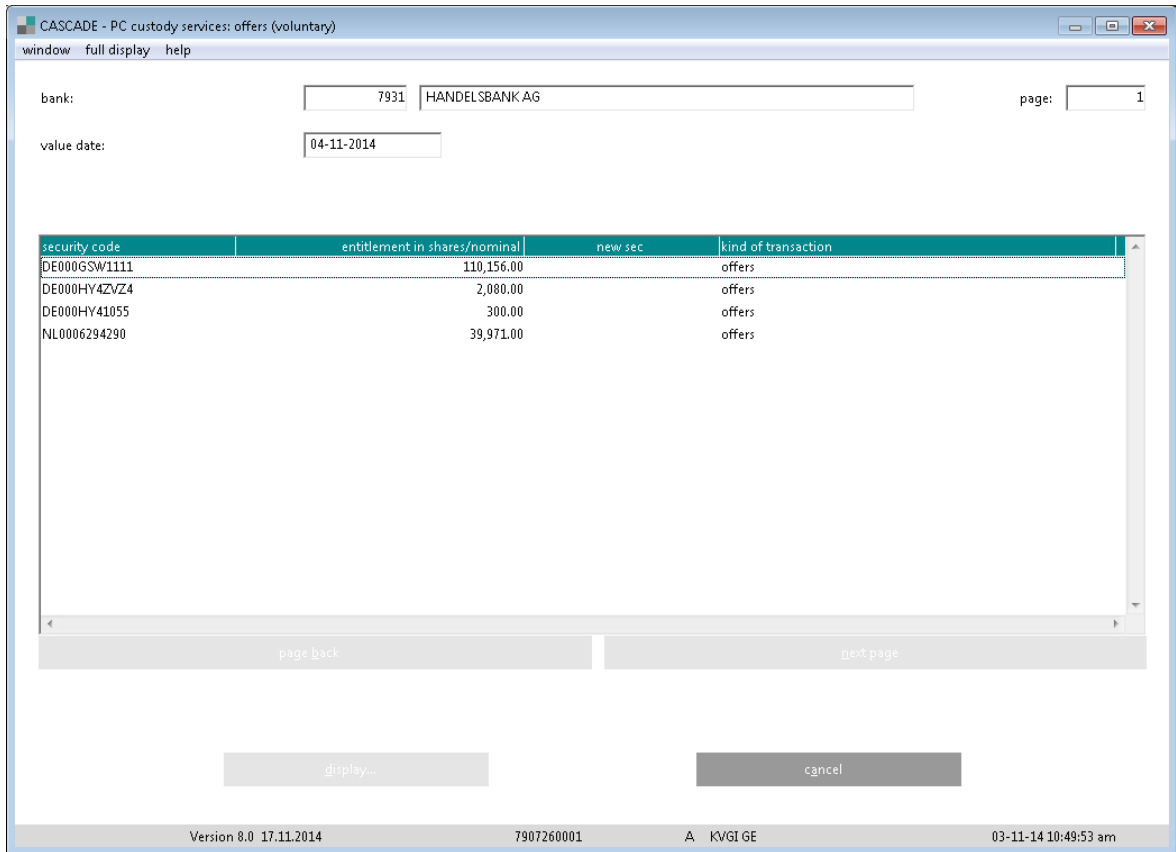 CASCADE - PC custody services: offers (voluntary)
window full display help
bank: 7931 HANDELSBANK AG page: 1
value date: 04-11-2014
security code entitlement in shares/nominal new sec kind of transaction
DE000GSW1111 110,156.00 offers
DE000HY4ZVZ4 2,080.00 offers
DE000HY41055 300.00 offers
NL0006294290 39,971.00 offers
page back next page
display... cancel
Version 8.0 17.11.2014 7907260001 A KVGI GE 03-11-14 10:49:53 am